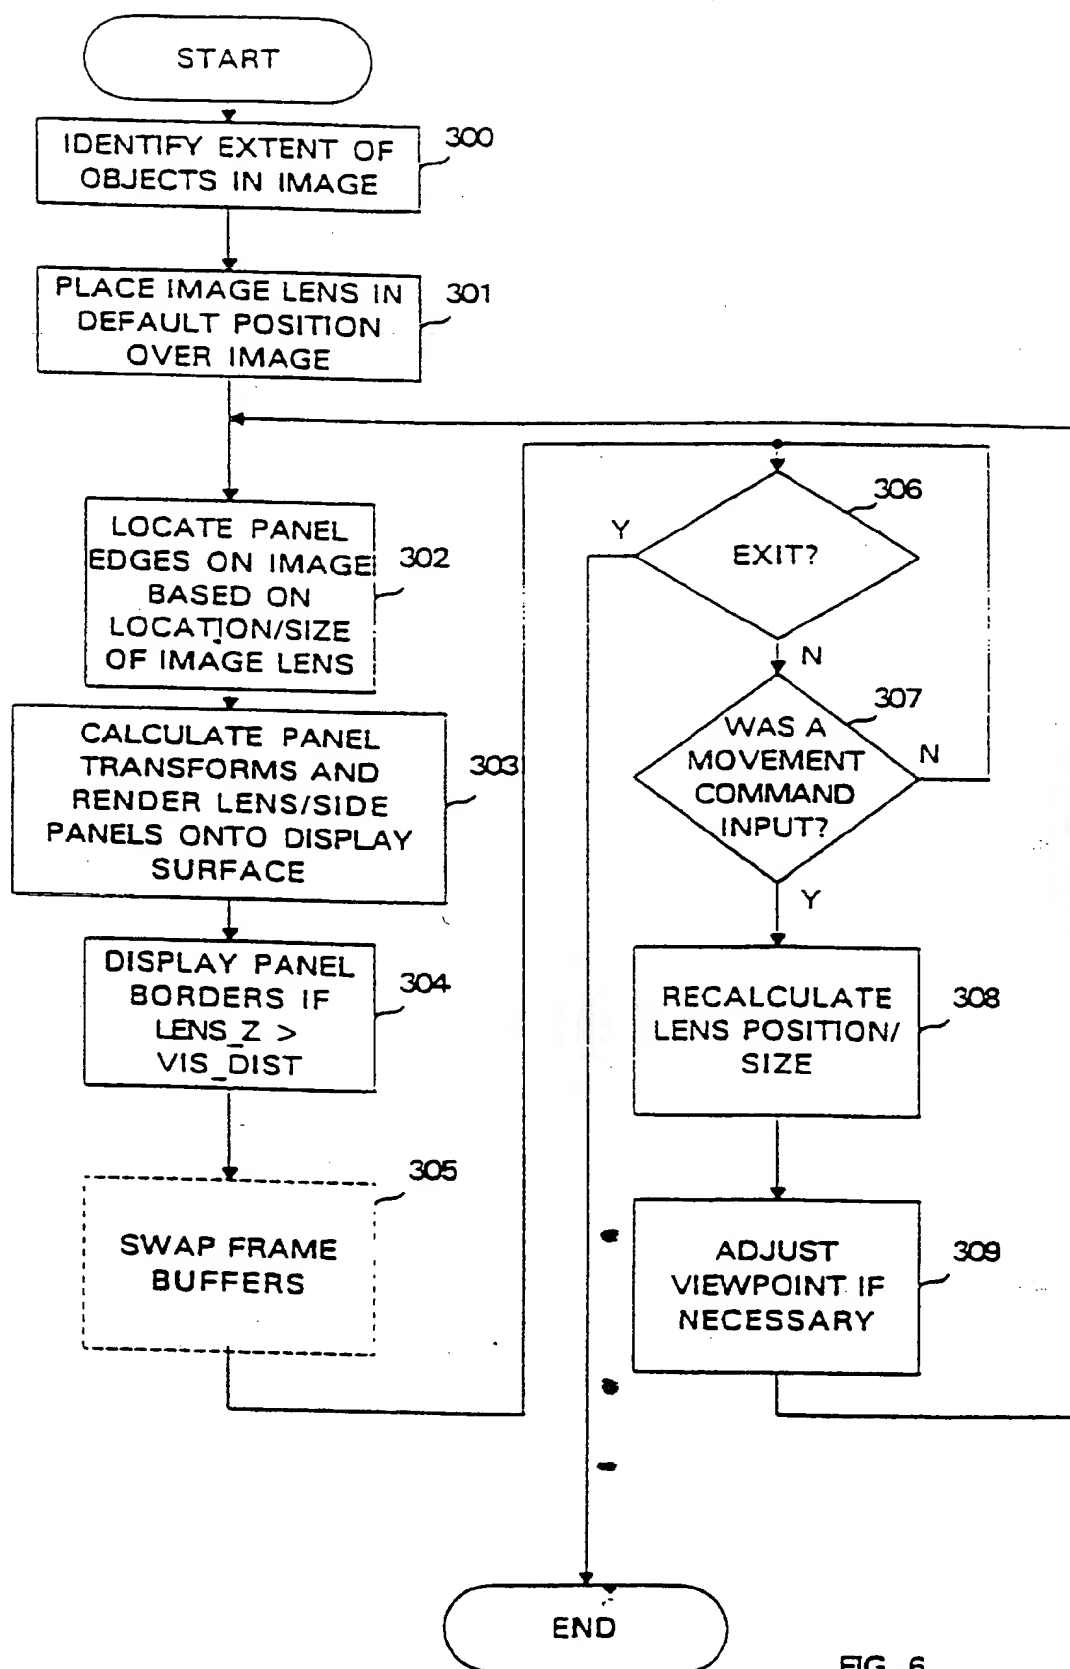 START
300
IDENTIFY EXTENT OF
OBJECTS IN IMAGE
301
PLACE IMAGE LENS IN
DEFAULT POSITION
OVER IMAGE
302
LOCATE PANEL
EDGES ON IMAGE
BASED ON
LOCATION/SIZE
OF IMAGE LENS
303
CALCULATE PANEL
TRANSFORMS AND
RENDER LENS/SIDE
PANELS ONTO DISPLAY
SURFACE
304
DISPLAY PANEL
BORDERS IF
LENS_Z >
VIS_DIST
305
SWAP FRAME
BUFFERS
306
Y
EXIT?
N
307
WAS A
MOVEMENT
COMMAND
INPUT?
N
Y
308
RECALCULATE
LENS POSITION/
SIZE
309
ADJUST
VIEWPOINT IF
NECESSARY
END
FIG. 6